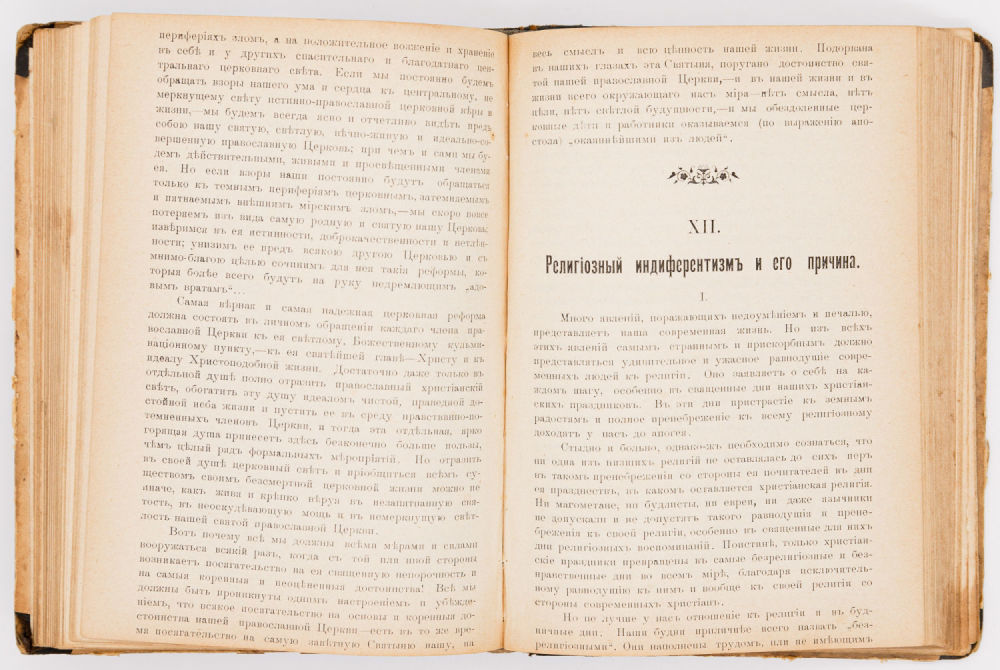 периферіяхъ зломъ, а на положительное вовженіе и храненіе
въ себѣ и у другихъ спасительнаго и благодатнаго цен-
тральнаго церковнаго свѣта. Если мы постоянно будемъ
обращать взоры нашего ума и сердца къ центральному, не
меркнущему свѣту истинно-православной церковной вѣры и
жизни,—мы будемъ всегда ясно и отчетливо видѣть предъ
собою нашу святую, свѣтлую, вѣчно-живую и идеально-со-
вершенную православную Церковь; при чемъ и сами мы бу-
демъ дѣйствительными, живыми и просвѣщенными членами
ея. Но если взоры наши постоянно будутъ обращаться
только къ темнымъ периферіямъ церковнымъ, затемняемымъ
и пятнаемымъ внѣшнимъ мірскимъ зломъ,—мы скоро вовсе
потеряемъ изъ вида самую родную и святую нашу Церковь;
извѣримся въ ея истинности, доброкачественности и нетлѣн-
ности; унизимъ ее предъ всякою другою Церковью и съ
мнимо-благою цѣлью сочинимъ для нея такія реформы, ко-
торыя болѣе всего будутъ на руку недремлющимъ „адо-
вымъ вратамъ“...
Самая вѣрная и самая надежная церковная реформа
должна состоять въ личномъ обращеніи каждаго члена пра-
вославной Церкви къ ея свѣтлому, Божественному кульми-
націонному пункту,—къ ея святѣйшей главѣ—Христу и къ
идеалу Христоподобной жизни. Достаточно даже только въ
отдѣльной душѣ полно отразить православный христіанскій
свѣтъ, обогатить эту душу идеаломъ чистой, праведной до-
стойной неба жизни и пустить ее въ среду нравственно-по-
темненныхъ членовъ Церкви, и тогда эта отдѣльная, ярко
горящая душа принесетъ здѣсь безконечно больше пользы,
чѣмъ цѣлый рядъ формальныхъ мѣропріятій. Но отразить
въ своей душѣ церковный свѣтъ и пріобщиться всѣмъ су-
ществомъ своимъ безсмертной церковной жизни можно не
иначе, какъ живя и крѣпко вѣруя въ незапятнанную свя-
тость, въ неоскудѣвающую мощь и въ немеркнущую свѣт-
лость нашей святой православной Церкви.
Вотъ почему всѣ мы должны всѣми мѣрами и силами
вооружаться всякій разъ, когда съ той или иной стороны
возникаетъ посягательство на ея священную непорочность и
на самыя коренныя и неоцѣненныя достоинства! Всѣ мы
должны быть проникнуты однимъ настроеніемъ и убѣжде-
ніемъ, что всякое посягательство на основы и коренныя до-
стоинства нашей православной Церкви—есть въ то же вре-
мя посягательство на самую завѣтную Святыню нашу, на
весь смыслъ и всю цѣнность нашей жизни. Подорвана
въ нашихъ глазахъ эта Святыня, поругано достоинство свя-
той нашей православной Церкви,—и въ нашей жизни и въ
жизни всего окружающаго насъ міра—нѣтъ смысла, нѣтъ
цѣли, нѣтъ свѣтлой будущности,—и мы обездоленные цер-
ковныя дѣти и работники оказываемся (по выраженію апо-
стола) „окаяннѣйшими изъ людей“.
XII.
Религіозный индиферентизмъ и его причина.
I.
Много явленій, поражающихъ недоумѣніемъ и печалью,
представляетъ наша современная жизнь. Но изъ всѣхъ
этихъ явленій самымъ страннымъ и прискорбнымъ должно
представляться удивительное и ужасное равнодушіе совре-
менныхъ людей къ религіи. Оно заявляетъ о себѣ на ка-
ждомъ шагу, особенно въ священные дни нашихъ христіан-
скихъ праздниковъ. Въ эти дни пристрастіе къ земнымъ
радостямъ и полное пренебреженіе къ всему религіозному
доходятъ у насъ до апогея.
Стыдно и больно, однако-жъ необходимо сознаться, что
ни одна изъ низшихъ религій не оставлялась до сихъ поръ
въ такомъ пренебреженіи со стороны ея почитателей въ дни
ея празднествъ, въ какомъ оставляется христіанская религія.
Ни магометане, ни будлисты, ни евреи, ни даже язычники
не допускали и не допустятъ такого равнодушія и прене-
бреженія къ своей религіи, особенно въ священные для нихъ
дни религіозныхъ воспоминаній. Поистинѣ, только христіан-
скіе праздники превращены въ самые безрелигіозные и без-
нравственные дни во всемъ мірѣ, благодаря исключитель-
ному равнодушію къ нимъ и вообще къ своей религіи со
стороны современныхъ христіанъ.
Но не лучше у насъ отношеніе къ религіи и въ буд-
ничные дни. Наши будни приличнѣе всего назвать „без-
религіозными“. Они наполнены трудомъ, или не имѣющимъ